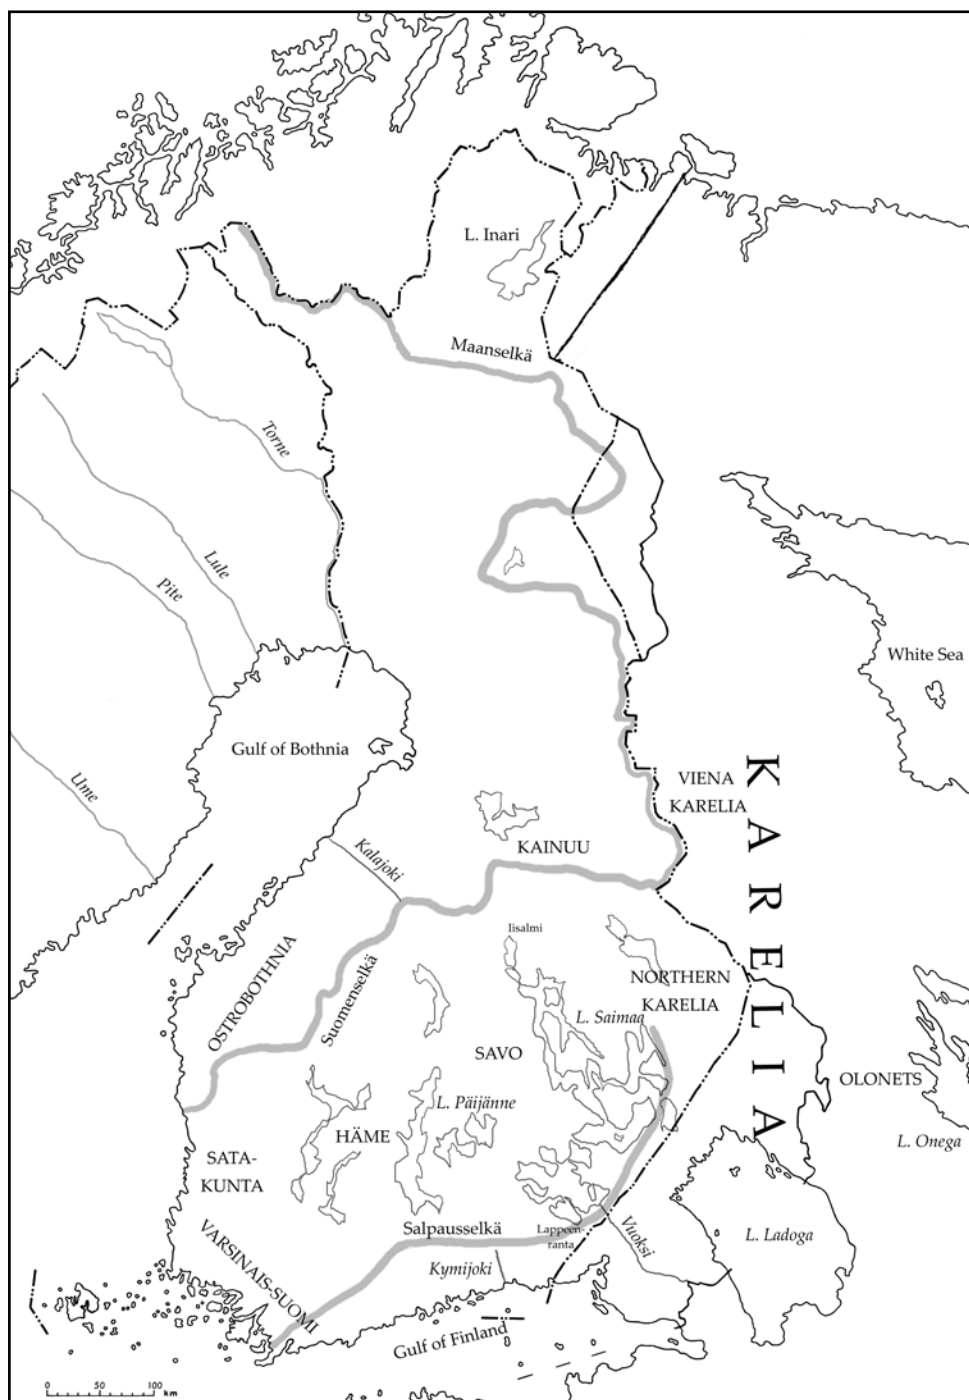 L. Inari
Maanselkä
Torne
Lule
Pite
White Sea
Gulf of Bothnia
Ume
VIENA
KARELIA
KARELIA
KAINUU
Kalajoki
Iisalmi
OSTROBOTHNIA
Suomenselkä
NORTHERN
KARELIA
L. Saimaa
SAVO
OLONETS
L. Päijänne
HÄME
L. Onega
SATA-
KUNTA
Salpausselkä
Lappeen-
ranta
Vuoksi
L. Ladoga
VARSINAIS-SUOMI
Kymijoki
Gulf of Finland
0 50 100
km